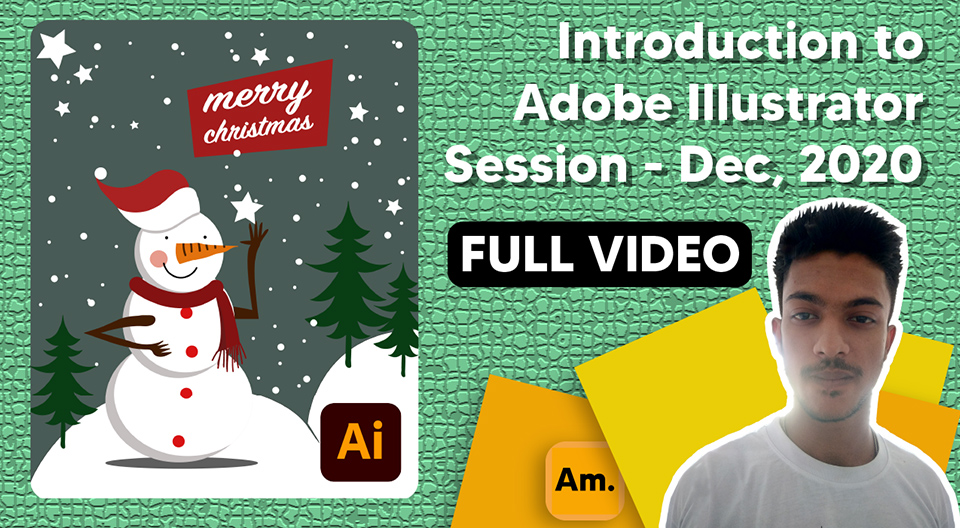 merry
christmas
Ai
Introduction to
Adobe Illustrator
Session - Dec, 2020
FULL VIDEO
Am.